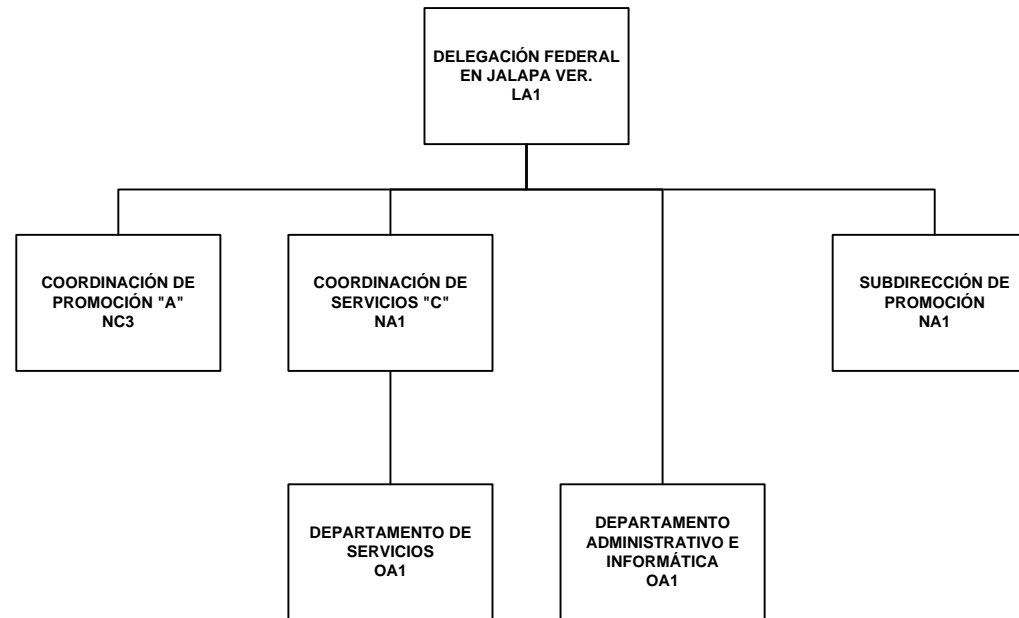 DELEGACIÓN FEDERAL
EN JALAPA VER.
LA1
COORDINACIÓN DE
PROMOCIÓN "A"
NC3
COORDINACIÓN DE
SERVICIOS "C"
NA1
SUBDIRECCIÓN DE
PROMOCIÓN
NA1
DEPARTAMENTO DE
SERVICIOS
OA1
DEPARTAMENTO
ADMINISTRATIVO E
INFORMÁTICA
OA1